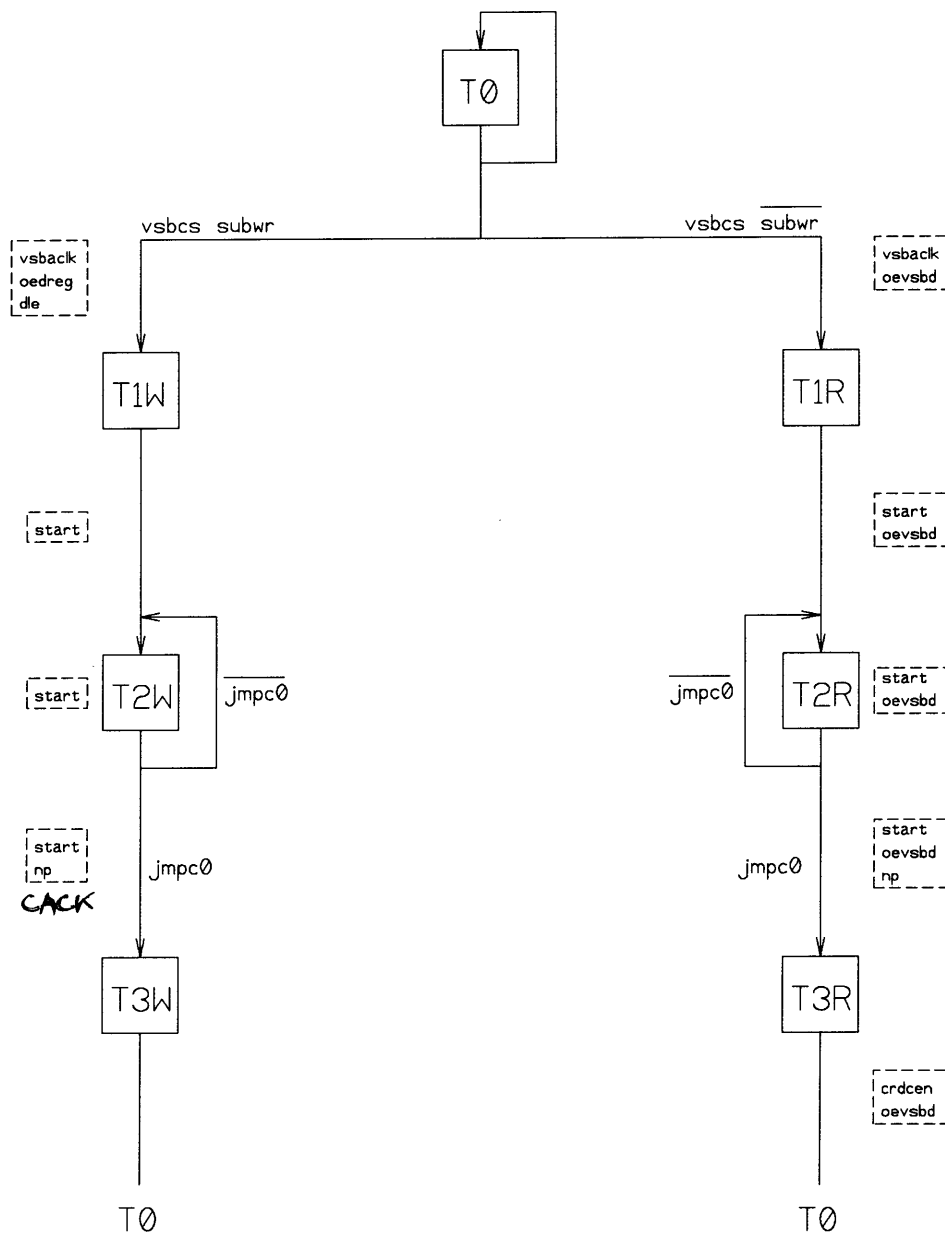 T0
vsbcs subwr
vsbcs subwr
vsbaclk
oedreg
dle
vsbaclk
oevsbd
T1W
T1R
start
start
oevsbd
start
T2W
jmpc0
jmpc0
T2R
start
oevsbd
start
np
CACK
jmpc0
jmpc0
start
oevsbd
np
T3W
T3R
crdcen
oevsbd
T0
T0